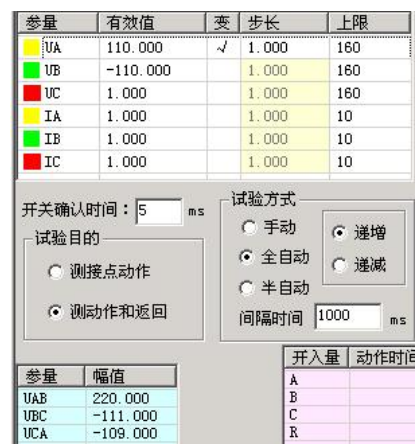 参量 有效值 变 步长 上限
UA 110.000 √ 1.000 160
UB -110.000 1.000 160
UC 1.000 1.000 160
IA 1.000 1.000 10
IB 1.000 1.000 10
IC 1.000 1.000 10
开关确认时间：5 ms
试验目的
测接点动作
测动作和返回
试验方式
手动
全自动
半自动
递增
递减
间隔时间 1000 ms
参量 幅值
UAB 220.000
UBC -111.000
UCA -109.000
开入量 动作时间
A
B
C
R